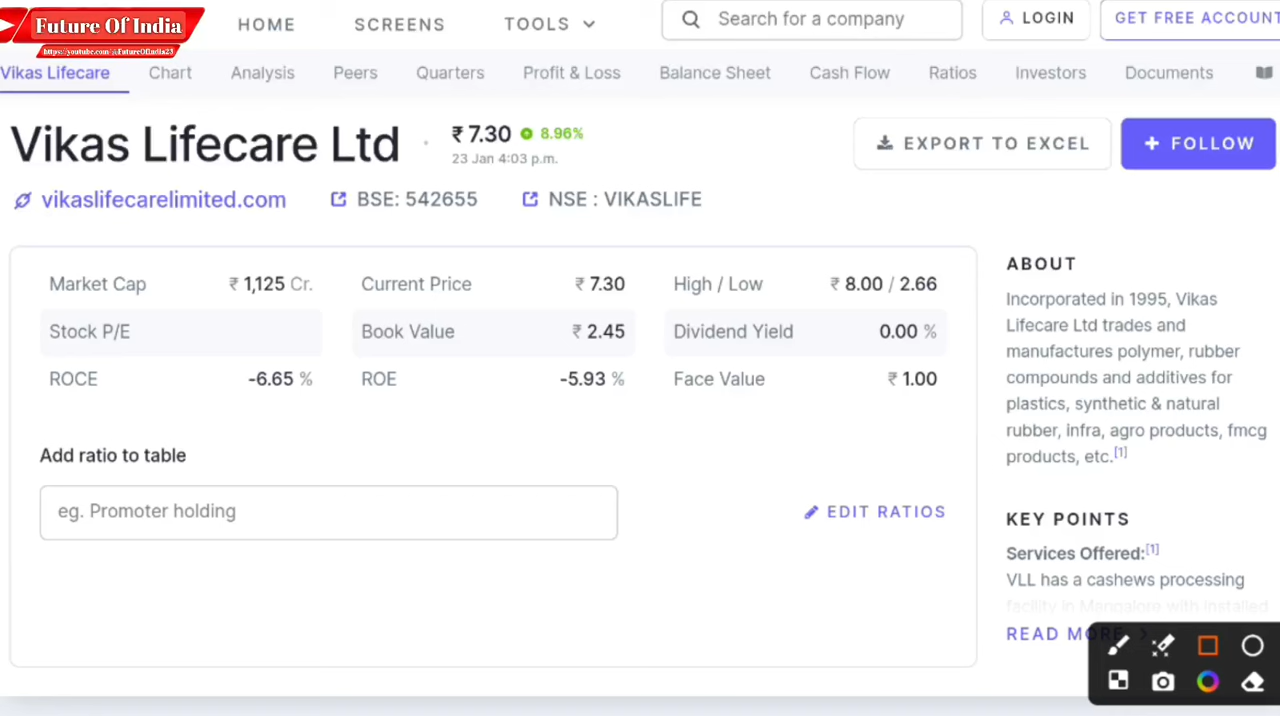 Future Of India
https:youtube.com/@FutureOfIndia23
HOME SCREENS TOOLS
Search for a company
LOGIN
GET FREE ACCOUNT
Vikas Lifecare Chart Analysis Peers Quarters Profit & Loss Balance Sheet Cash Flow Ratios Investors Documents
Vikas Lifecare Ltd
₹ 7.30 8.96%
23 Jan 4:03 p.m.
EXPORT TO EXCEL
+ FOLLOW
vikaslifecarelimited.com BSE: 542655 NSE : VIKASLIFE
Market Cap ₹ 1,125 Cr. Current Price ₹ 7.30 High / Low ₹ 8.00 / 2.66
Stock P/E Book Value ₹ 2.45 Dividend Yield 0.00 %
ROCE -6.65 % ROE -5.93 % Face Value ₹ 1.00
Add ratio to table
eg. Promoter holding
EDIT RATIOS
ABOUT
Incorporated in 1995, Vikas
Lifecare Ltd trades and
manufactures polymer, rubber
compounds and additives for
plastics, synthetic & natural
rubber, infra, agro products, fmcg
products, etc.[1]
KEY POINTS
Services Offered:[1]
VLL has a cashews processing
facility in Mangalore with installed
READ MORE